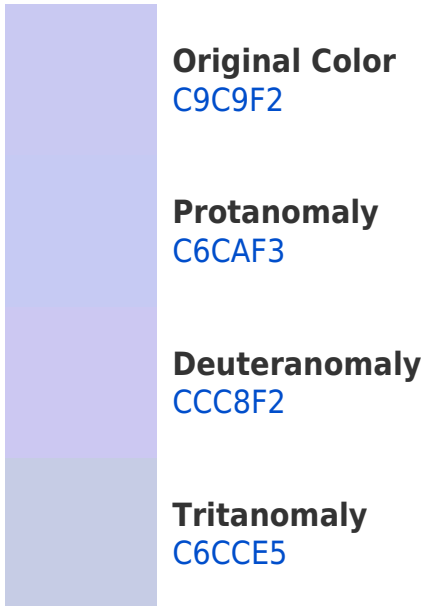 Original Color
C9C9F2
Protanomaly
C6CAF3
Deuteranomaly
CCC8F2
Tritanomaly
C6CCE5